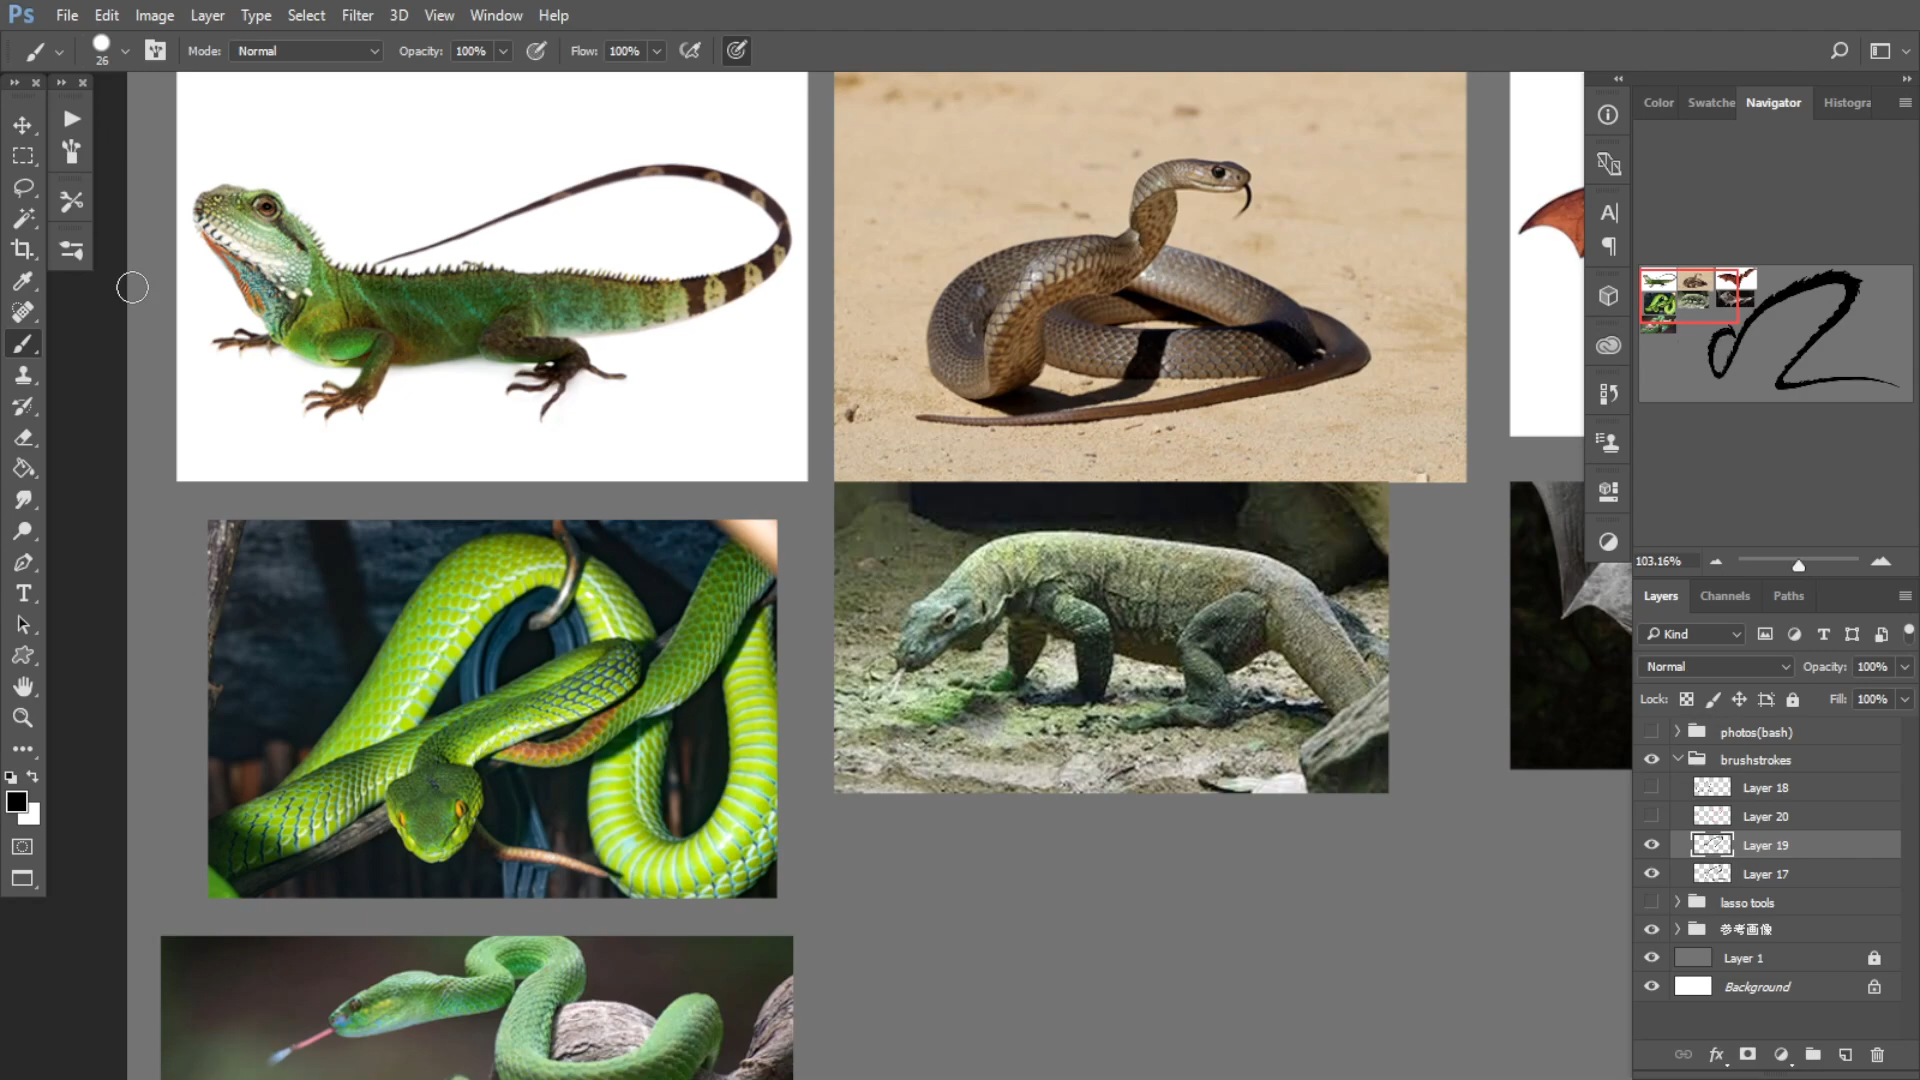 Ps File Edit Image Layer Type Select Filter 3D View Window Help
26 Mode: Normal Opacity: 100% Flow: 100%
Color Swatche Navigator Histogra
103.16%
Layers Channels Paths
Kind
Normal Opacity: 100%
Lock: Fill: 100%
photos(bash)
brushstrokes
Layer 18
Layer 20
Layer 19
Layer 17
lasso tools
参考画像
Layer 1
Background
fx